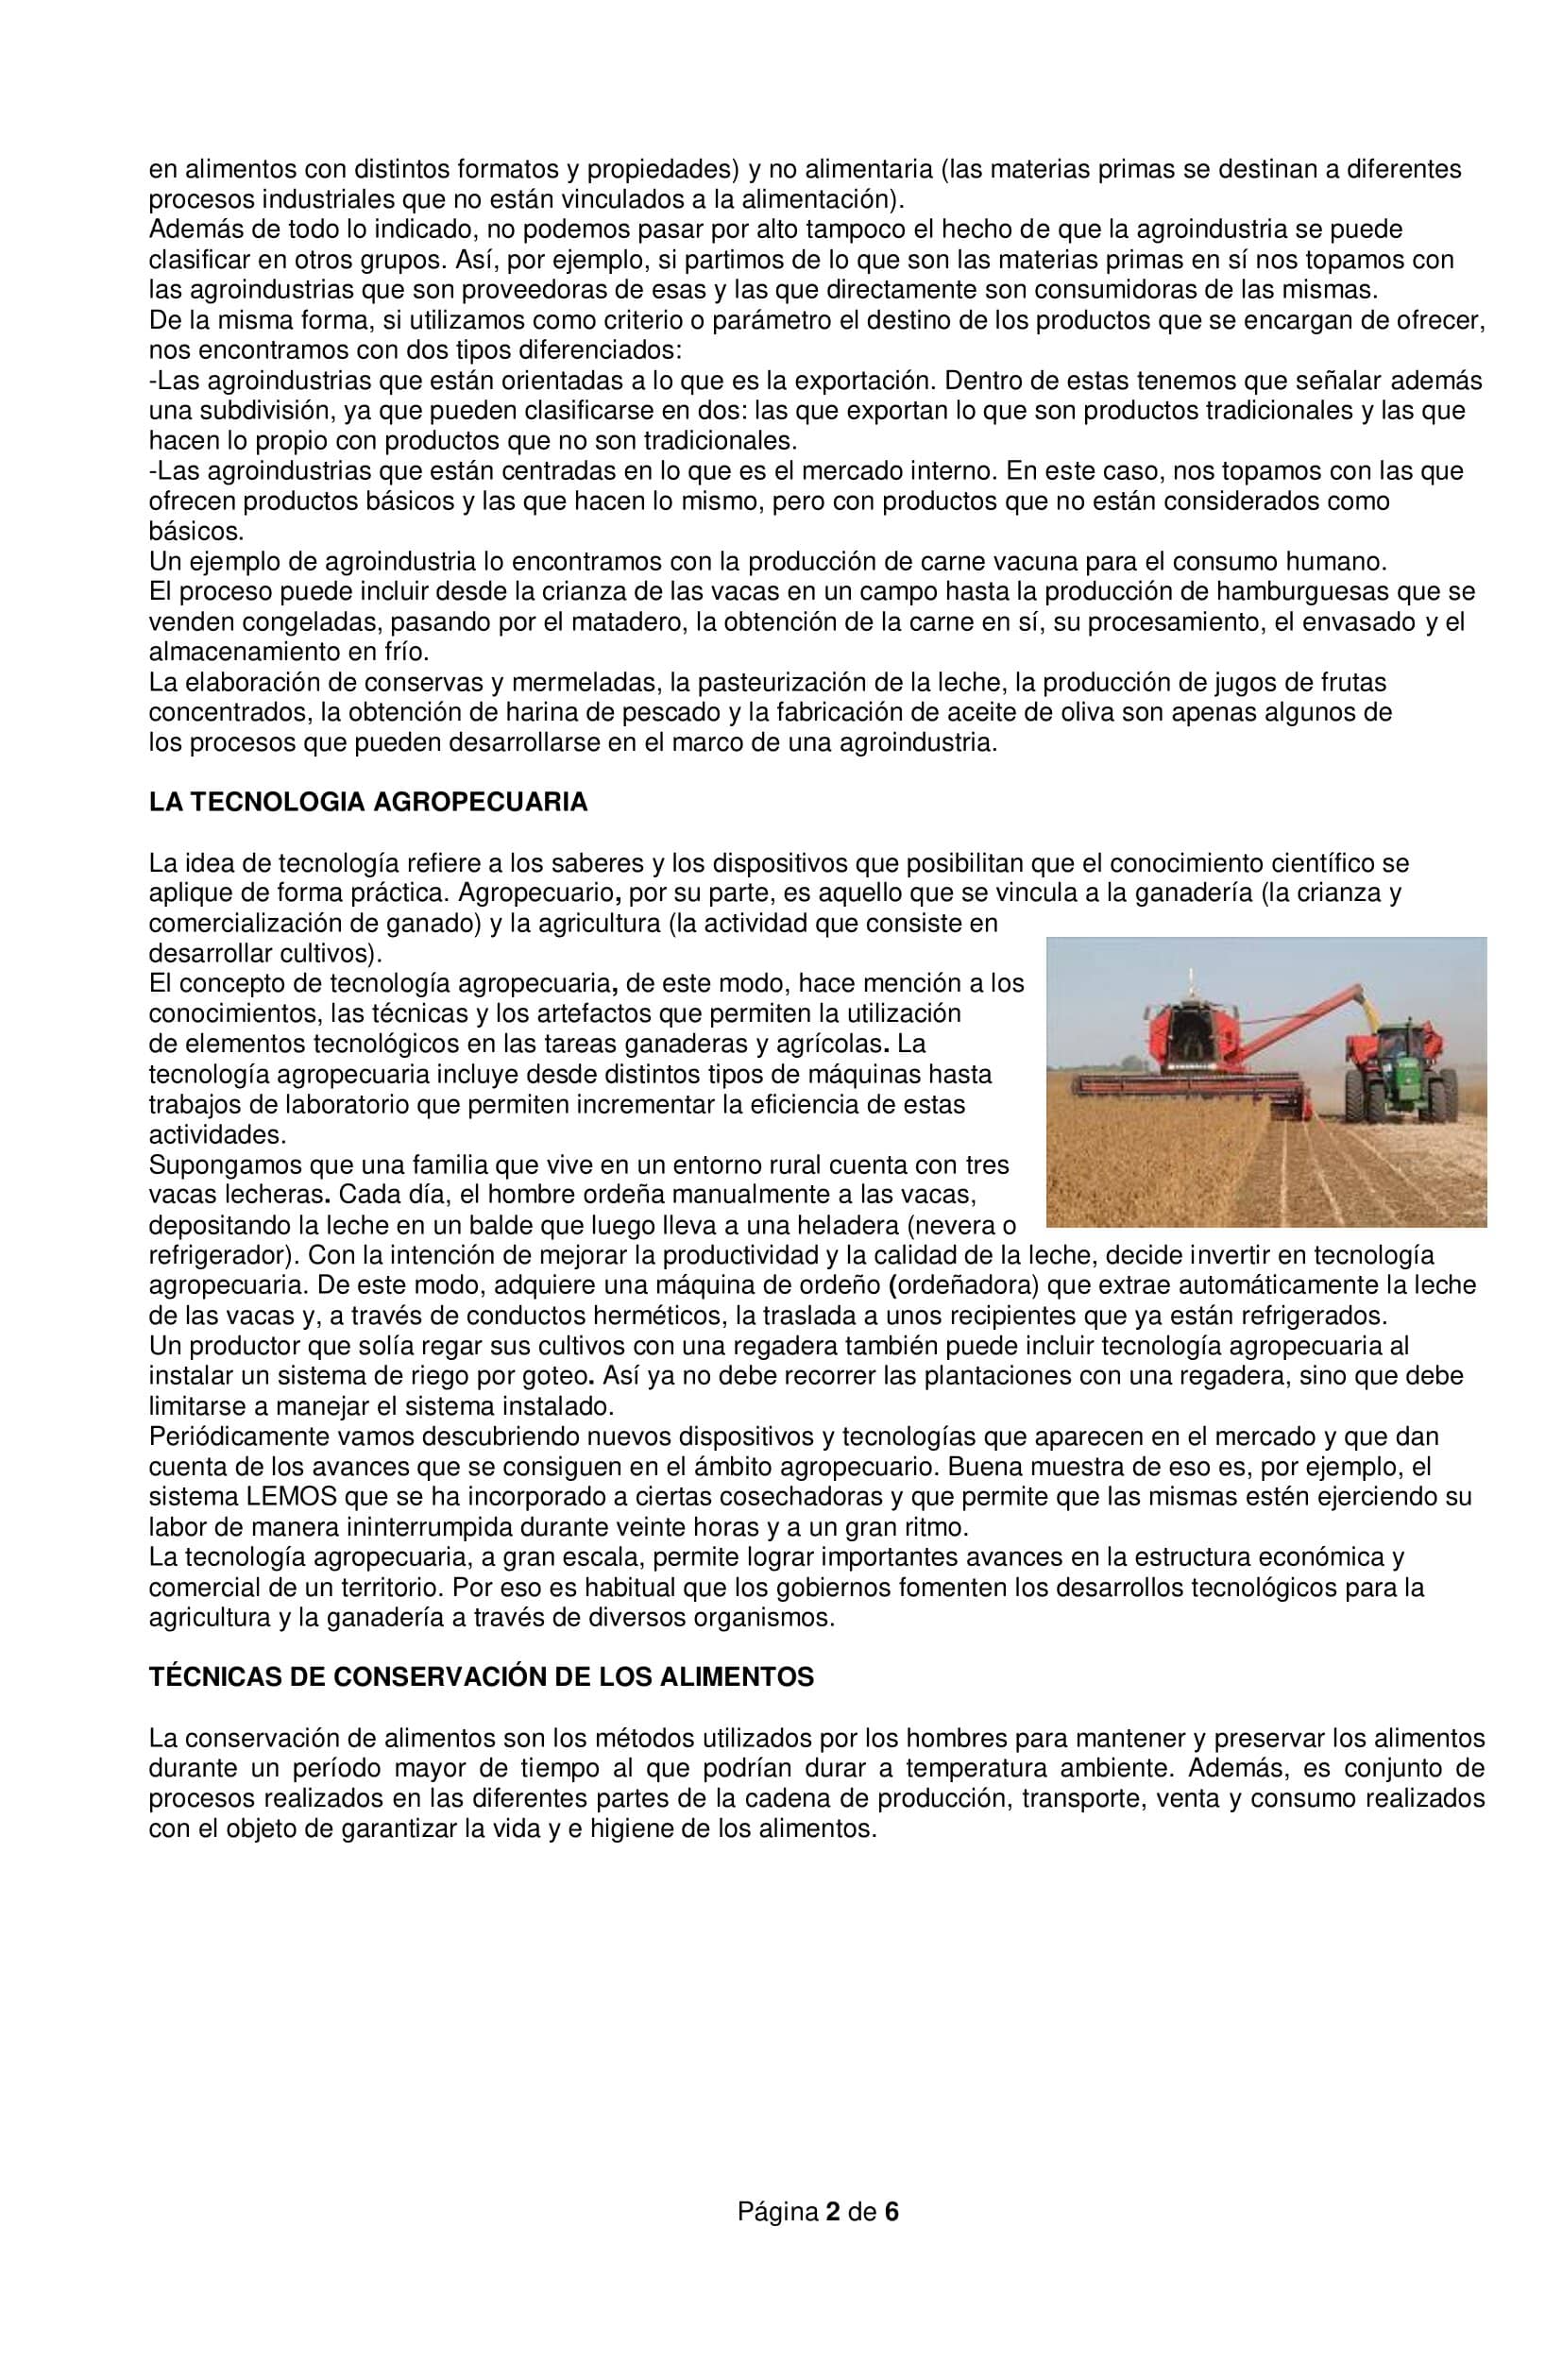 en alimentos con distintos formatos y propiedades) y no alimentaria (las materias primas se destinan a diferentes
procesos industriales que no están vinculados a la alimentación).
Además de todo lo indicado, no podemos pasar por alto tampoco el hecho de que la agroindustria se puede
clasificar en otros grupos. Así, por ejemplo, si partimos de lo que son las materias primas en sí nos topamos con
las agroindustrias que son proveedoras de esas y las que directamente son consumidoras de las mismas.
De la misma forma, si utilizamos como criterio o parámetro el destino de los productos que se encargan de ofrecer,
nos encontramos con dos tipos diferenciados:
-Las agroindustrias que están orientadas a lo que es la exportación. Dentro de estas tenemos que señalar además
una subdivisión, ya que pueden clasificarse en dos: las que exportan lo que son productos tradicionales y las que
hacen lo propio con productos que no son tradicionales.
-Las agroindustrias que están centradas en lo que es el mercado interno. En este caso, nos topamos con las que
ofrecen productos básicos y las que hacen lo mismo, pero con productos que no están considerados como
básicos.
Un ejemplo de agroindustria lo encontramos con la producción de carne vacuna para el consumo humano.
El proceso puede incluir desde la crianza de las vacas en un campo hasta la producción de hamburguesas que se
venden congeladas, pasando por el matadero, la obtención de la carne en sí, su procesamiento, el envasado y el
almacenamiento en frío.
La elaboración de conservas y mermeladas, la pasteurización de la leche, la producción de jugos de frutas
concentrados, la obtención de harina de pescado y la fabricación de aceite de oliva son apenas algunos de
los procesos que pueden desarrollarse en el marco de una agroindustria.
LA TECNOLOGIA AGROPECUARIA
La idea de tecnología refiere a los saberes y los dispositivos que posibilitan que el conocimiento científico se
aplique de forma práctica. Agropecuario, por su parte, es aquello que se vincula a la ganadería (la crianza y
comercialización de ganado) y la agricultura (la actividad que consiste en
desarrollar cultivos).
El concepto de tecnología agropecuaria, de este modo, hace mención a los
conocimientos, las técnicas y los artefactos que permiten la utilización
de elementos tecnológicos en las tareas ganaderas y agrícolas. La
tecnología agropecuaria incluye desde distintos tipos de máquinas hasta
trabajos de laboratorio que permiten incrementar la eficiencia de estas
actividades.
Supongamos que una familia que vive en un entorno rural cuenta con tres
vacas lecheras. Cada día, el hombre ordeña manualmente a las vacas,
depositando la leche en un balde que luego lleva a una heladera (nevera o
refrigerador). Con la intención de mejorar la productividad y la calidad de la leche, decide invertir en tecnología
agropecuaria. De este modo, adquiere una máquina de ordeño (ordeñadora) que extrae automáticamente la leche
de las vacas y, a través de conductos herméticos, la traslada a unos recipientes que ya están refrigerados.
Un productor que solía regar sus cultivos con una regadera también puede incluir tecnología agropecuaria al
instalar un sistema de riego por goteo. Así ya no debe recorrer las plantaciones con una regadera, sino que debe
limitarse a manejar el sistema instalado.
Periódicamente vamos descubriendo nuevos dispositivos y tecnologías que aparecen en el mercado y que dan
cuenta de los avances que se consiguen en el ámbito agropecuario. Buena muestra de eso es, por ejemplo, el
sistema LEMOS que se ha incorporado a ciertas cosechadoras y que permite que las mismas estén ejerciendo su
labor de manera ininterrumpida durante veinte horas y a un gran ritmo.
La tecnología agropecuaria, a gran escala, permite lograr importantes avances en la estructura económica y
comercial de un territorio. Por eso es habitual que los gobiernos fomenten los desarrollos tecnológicos para la
agricultura y la ganadería a través de diversos organismos.
TÉCNICAS DE CONSERVACIÓN DE LOS ALIMENTOS
La conservación de alimentos son los métodos utilizados por los hombres para mantener y preservar los alimentos
durante un período mayor de tiempo al que podrían durar a temperatura ambiente. Además, es conjunto de
procesos realizados en las diferentes partes de la cadena de producción, transporte, venta y consumo realizados
con el objeto de garantizar la vida y e higiene de los alimentos.
Página 2 de 6